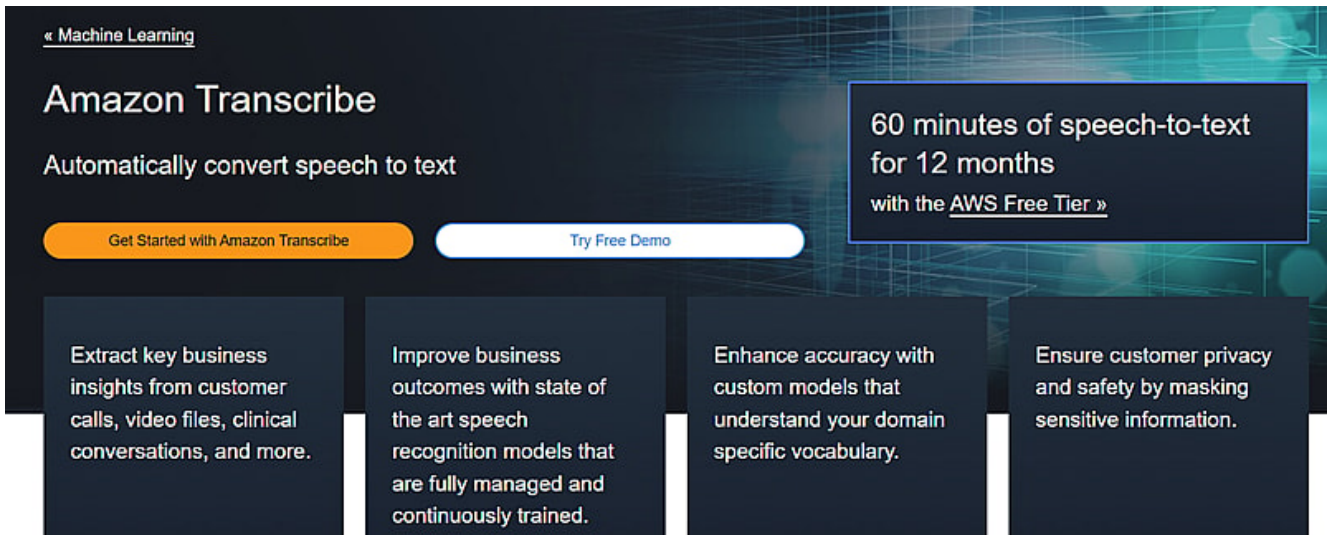 « Machine Learning
Amazon Transcribe
Automatically convert speech to text
Get Started with Amazon Transcribe
Try Free Demo
60 minutes of speech-to-text
for 12 months
with the AWS Free Tier »
Extract key business
insights from customer
calls, video files, clinical
conversations, and more.
Improve business
outcomes with state of
the art speech
recognition models that
are fully managed and
continuously trained.
Enhance accuracy with
custom models that
understand your domain
specific vocabulary.
Ensure customer privacy
and safety by masking
sensitive information.